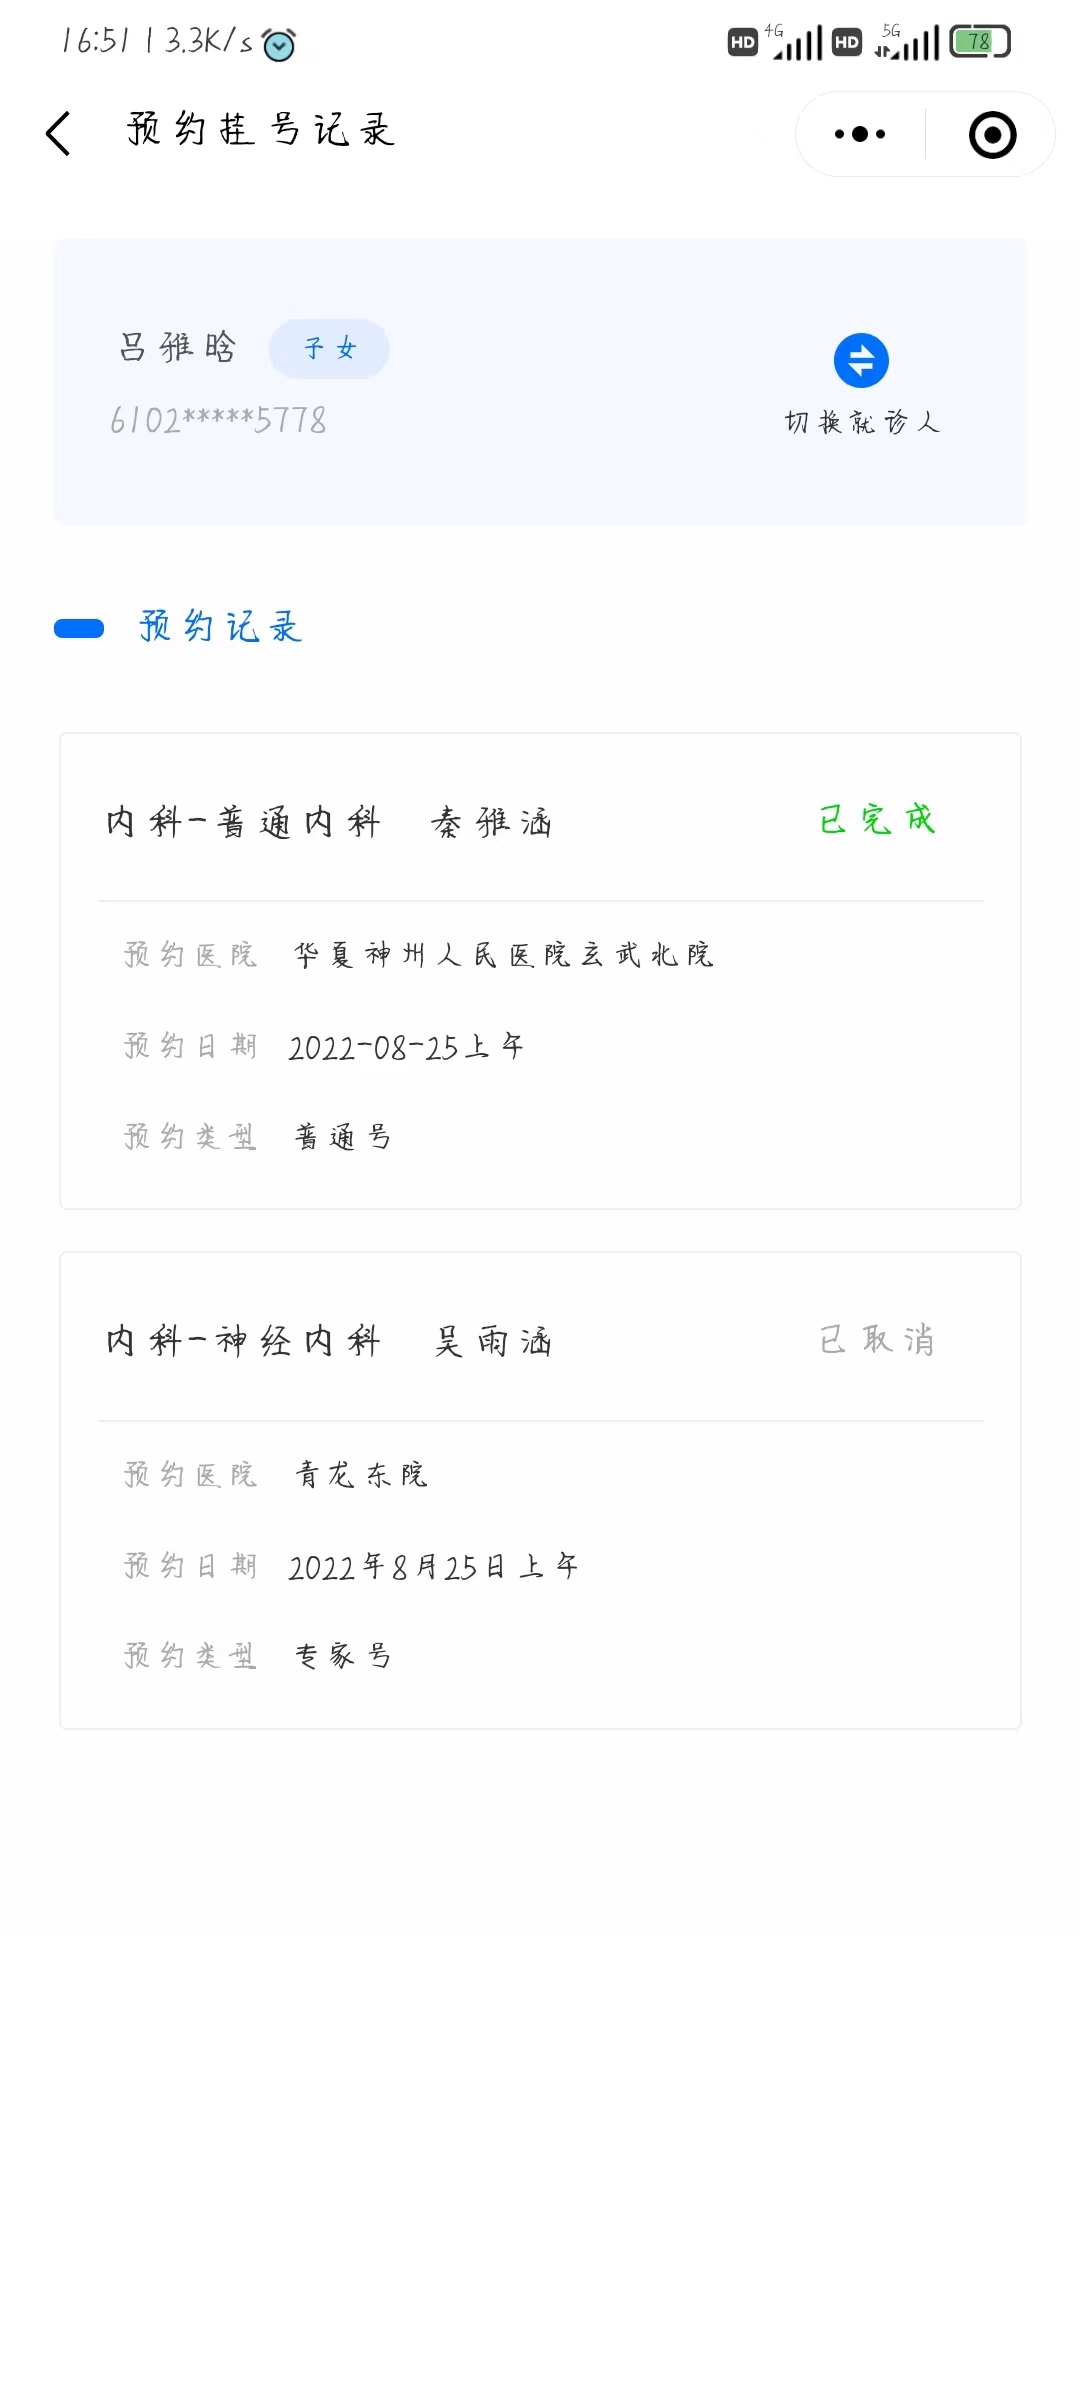 16:51 | 3.3K/s HD 4G HD 5G 78
预约挂号记录
吕雅晗 子女
6102*****5778
切换就诊人
预约记录
内科-普通内科 秦雅涵 已完成
预约医院 华夏神州人民医院玄武北院
预约日期 2022-08-25上午
预约类型 普通号
内科-神经内科 吴雨涵 已取消
预约医院 青龙东院
预约日期 2022年8月25日上午
预约类型 专家号